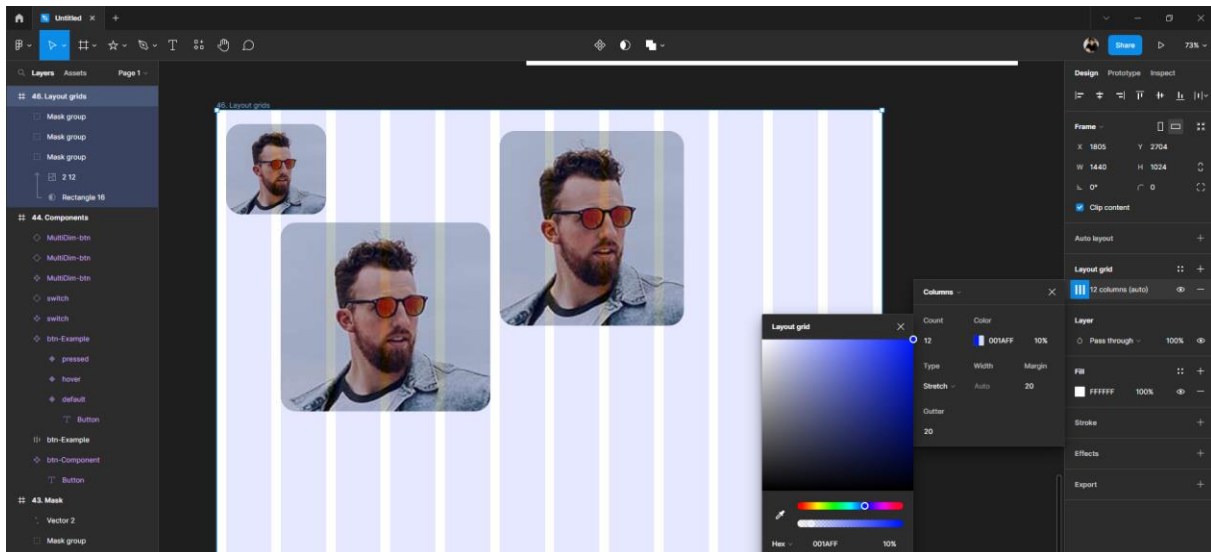 Untitled
Share
73%
Layers Assets Page 1
46. Layout grids
Mask group
Mask group
Mask group
2 12
Rectangle 16
44. Components
MultiDim-btn
MultiDim-btn
MultiDim-btn
switch
switch
btn-Example
pressed
hover
default
Button
btn-Example
btn-Component
Button
43. Mask
Vector 2
Mask group
46. Layout grids
Layout grid
Hex 001AFF 10%
Columns
Count Color
12 001AFF 10%
Type Width Margin
Stretch Auto 20
Gutter
20
Design Prototype Inspect
Frame
X 1805 Y 2704
W 1440 H 1024
0° 0
Clip content
Auto layout
Layout grid
12 columns (auto)
Layer
Pass through 100%
Fill
FFFFFF 100%
Stroke
Effects
Export